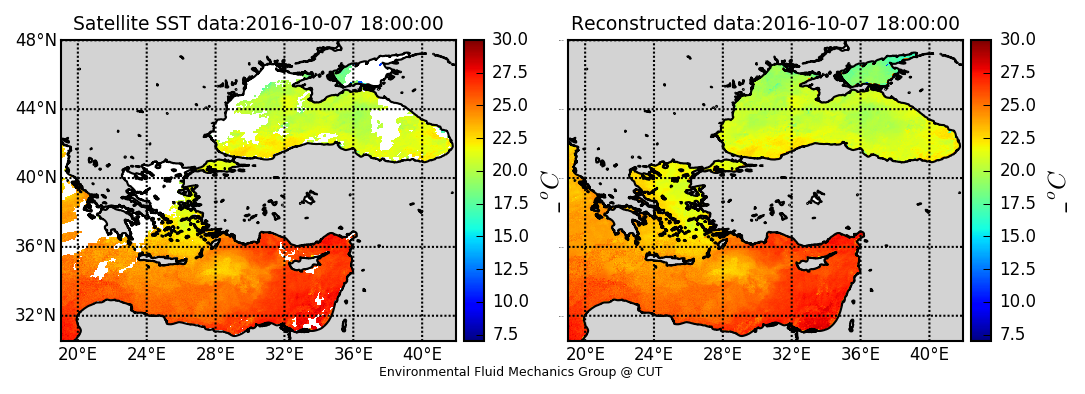 Satellite SST data:2016-10-07 18:00:00
48°N
44°N
40°N
36°N
32°N
20°E 24°E 28°E 32°E 36°E 40°E
30.0
27.5
25.0
22.5
20.0
17.5
15.0
12.5
10.0
7.5
_°C
Reconstructed data:2016-10-07 18:00:00
20°E 24°E 28°E 32°E 36°E 40°E
30.0
27.5
25.0
22.5
20.0
17.5
15.0
12.5
10.0
7.5
_°C
Environmental Fluid Mechanics Group @ CUT